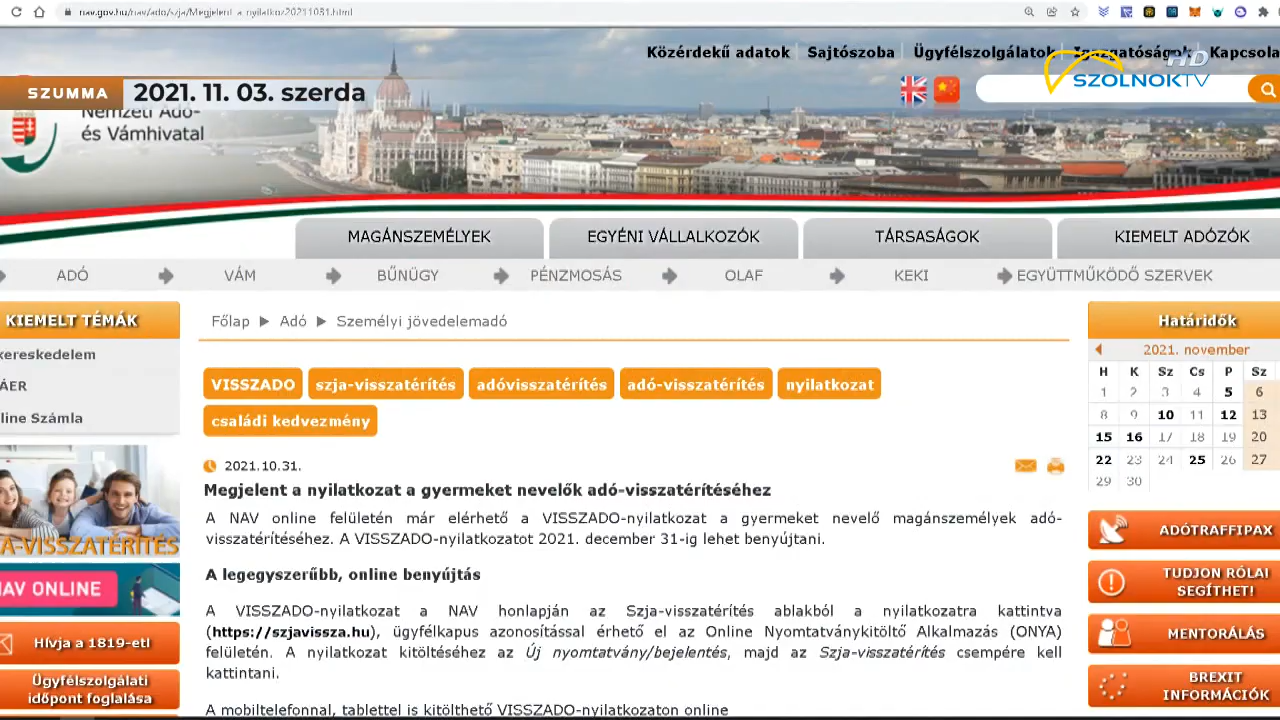 nav.gov.hu/nav/ado/szja/Megjelent_a_nyilatkoz20211031.html
Közérdekű adatok Sajtószoba Ügyfélszolgálatok Igazgatóságok Kapcsola
HD
SZOLNOKTV
SZUMMA 2021. 11. 03. szerda
Nemzeti Adó-
és Vámhivatal
MAGÁNSZEMÉLYEK EGYÉNI VÁLLALKOZÓK TÁRSASÁGOK KIEMELT ADÓZÓK
ADÓ VÁM BŰNÜGY PÉNZMOSÁS OLAF KEKI EGYÜTTMŰKÖDŐ SZERVEK
KIEMELT TÉMÁK
kereskedelem
ÁER
line Számla
A-VISSZATÉRÍTÉS
NAV ONLINE
Hívja a 1819-et!
Ügyfélszolgálati
időpont foglalása
Főlap Adó Személyi jövedelemadó
VISSZADO szja-visszatérítés adóvisszatérítés adó-visszatérítés nyilatkozat
családi kedvezmény
2021.10.31.
Megjelent a nyilatkozat a gyermeket nevelők adó-visszatérítéséhez
A NAV online felületén már elérhető a VISSZADO-nyilatkozat a gyermeket nevelő magánszemélyek adó-
visszatérítéséhez. A VISSZADO-nyilatkozatot 2021. december 31-ig lehet benyújtani.
A legegyszerűbb, online benyújtás
A VISSZADO-nyilatkozat a NAV honlapján az Szja-visszatérítés ablakból a nyilatkozatra kattintva
(https://szjavissza.hu), ügyfélkapus azonosítással érhető el az Online Nyomtatványkitöltő Alkalmazás (ONYA)
felületén. A nyilatkozat kitöltéséhez az Új nyomtatvány/bejelentés, majd az Szja-visszatérítés csempére kell
kattintani.
A mobiltelefonnal, tablettel is kitölthető VISSZADO-nyilatkozaton online
Határidők
2021. november
H K Sz Cs P Sz
1 2 3 4 5 6
8 9 10 11 12 13
15 16 17 18 19 20
22 23 24 25 26 27
29 30
ADÓTRAFFIPAX
TUDJON RÓLA!
SEGÍTHET!
MENTORÁLÁS
BREXIT
INFORMÁCIÓK